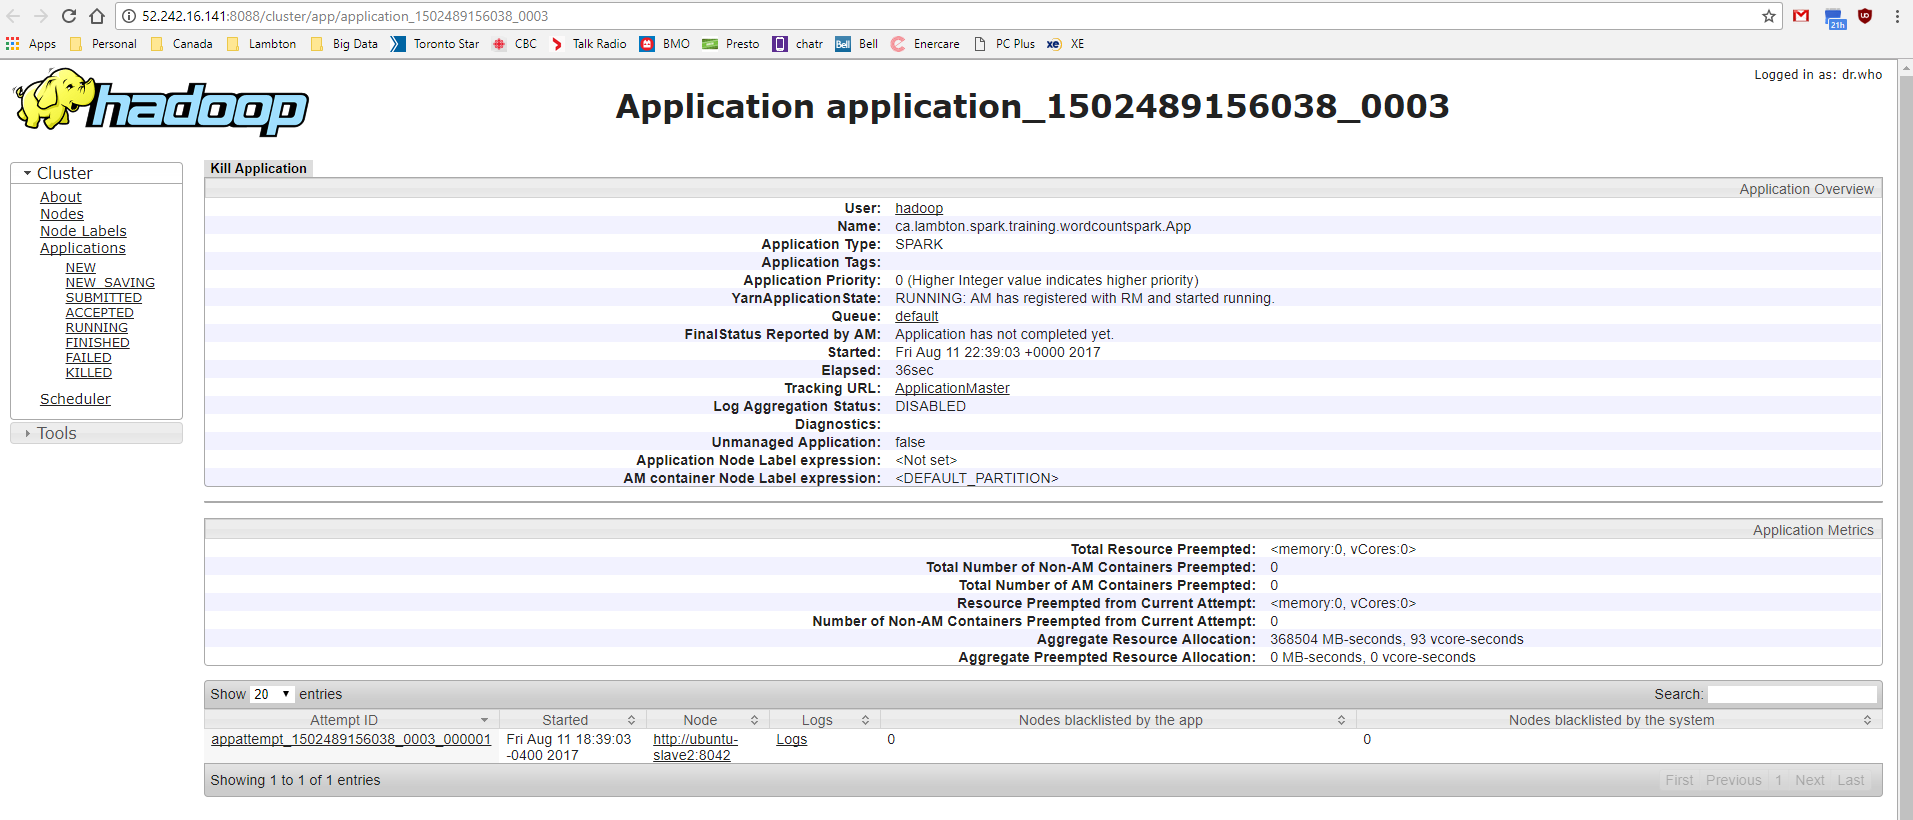 52.242.16.141:8088/cluster/app/application_1502489156038_0003
21h
Apps Personal Canada Lambton Big Data Toronto Star CBC Talk Radio BMO Presto chatr Bell Bell Enercare PC Plus xe XE
Logged in as: dr.who
hadoop
Application application_1502489156038_0003
Cluster
About
Nodes
Node Labels
Applications
NEW
NEW_SAVING
SUBMITTED
ACCEPTED
RUNNING
FINISHED
FAILED
KILLED
Scheduler
Tools
Kill Application
Application Overview
User: hadoop
Name: ca.lambton.spark.training.wordcountspark.App
Application Type: SPARK
Application Tags:
Application Priority: 0 (Higher Integer value indicates higher priority)
YarnApplicationState: RUNNING: AM has registered with RM and started running.
Queue: default
FinalStatus Reported by AM: Application has not completed yet.
Started: Fri Aug 11 22:39:03 +0000 2017
Elapsed: 36sec
Tracking URL: ApplicationMaster
Log Aggregation Status: DISABLED
Diagnostics:
Unmanaged Application: false
Application Node Label expression: <Not set>
AM container Node Label expression: <DEFAULT_PARTITION>
Application Metrics
Total Resource Preempted: <memory:0, vCores:0>
Total Number of Non-AM Containers Preempted: 0
Total Number of AM Containers Preempted: 0
Resource Preempted from Current Attempt: <memory:0, vCores:0>
Number of Non-AM Containers Preempted from Current Attempt: 0
Aggregate Resource Allocation: 368504 MB-seconds, 93 vcore-seconds
Aggregate Preempted Resource Allocation: 0 MB-seconds, 0 vcore-seconds
Show 20 entries Search:
Attempt ID Started Node Logs Nodes blacklisted by the app Nodes blacklisted by the system
appattempt_1502489156038_0003_000001 Fri Aug 11 18:39:03 http://ubuntu- Logs 0 0
-0400 2017 slave2:8042
Showing 1 to 1 of 1 entries First Previous 1 Next Last